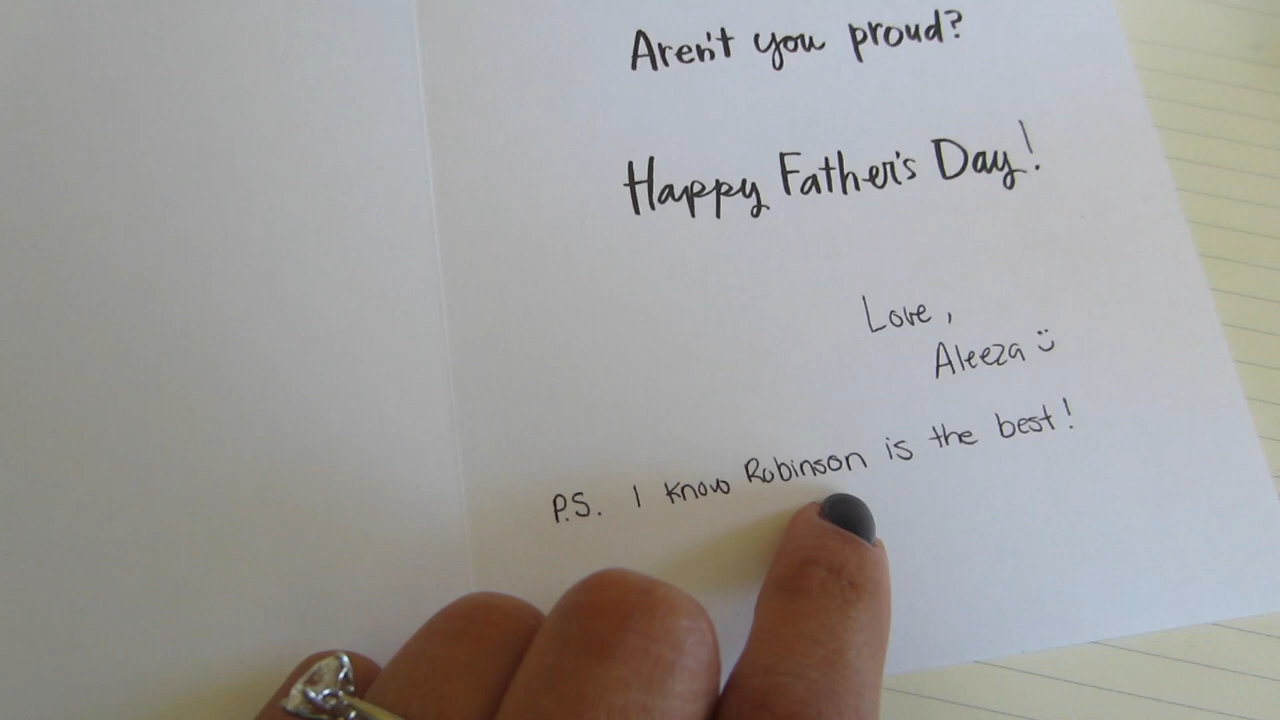 Aren't you proud?
Happy Father's Day!
Love,
Aleeza
P.S. I know Robinson is the best!